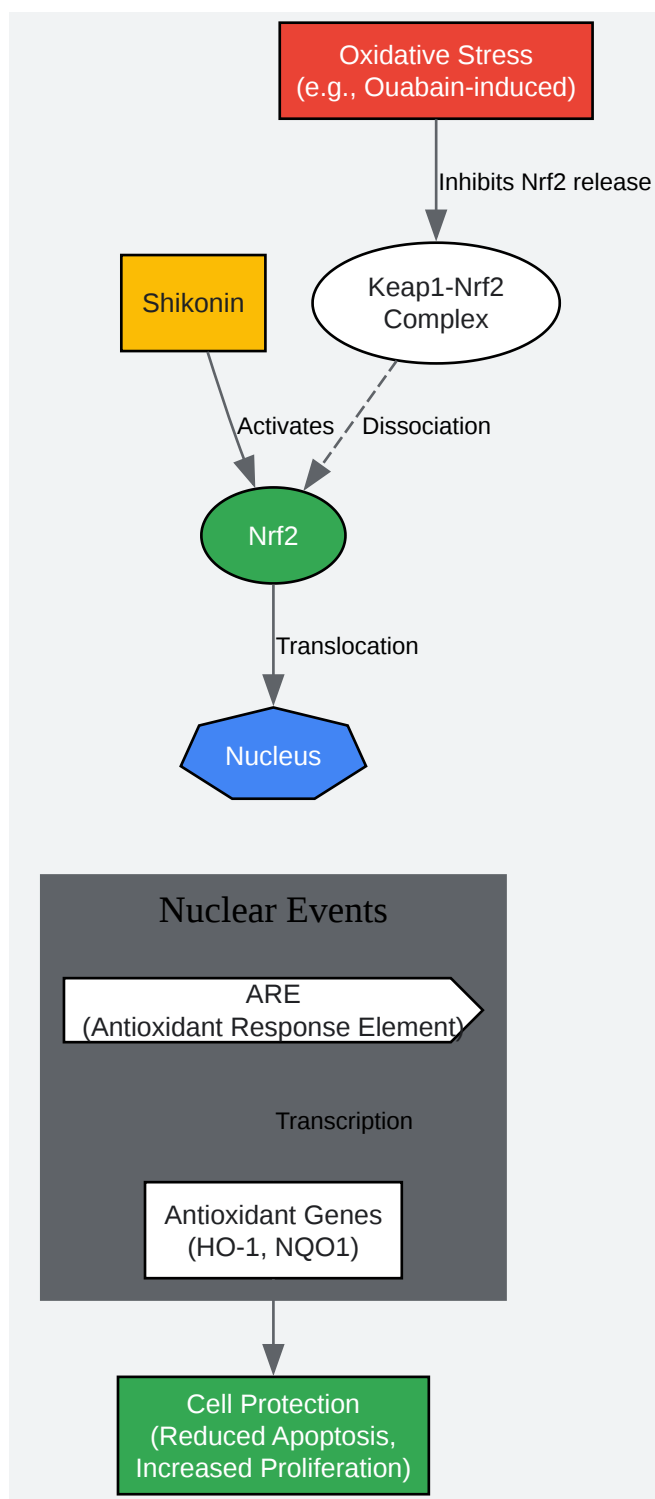 Oxidative Stress
(e.g., Ouabain-induced)
Inhibits Nrf2 release
Shikonin
Keap1-Nrf2
Complex
Activates
Dissociation
Nrf2
Translocation
Nucleus
Nuclear Events
ARE
(Antioxidant Response Element)
Transcription
Antioxidant Genes
(HO-1, NQO1)
Cell Protection
(Reduced Apoptosis,
Increased Proliferation)